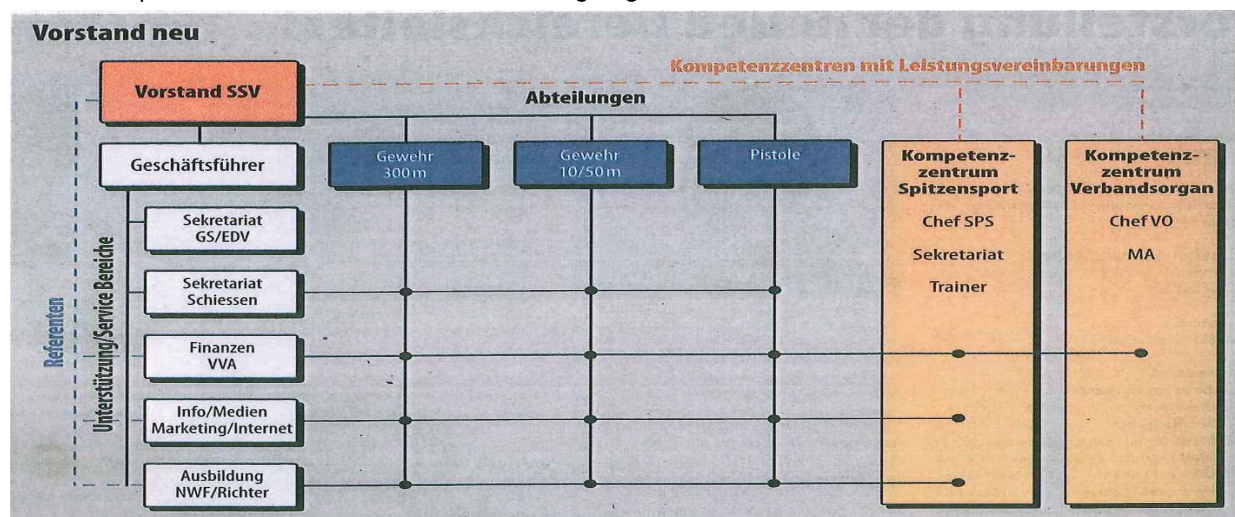 Vorstand neu
Kompetenzzentren mit Leistungsvereinbarungen
Vorstand SSV
Abteilungen
Geschäftsführer
Gewehr
300 m
Gewehr
10/50 m
Pistole
Kompetenz-
zentrum
Spitzensport
Chef SPS
Sekretariat
Trainer
Kompetenz-
zentrum
Verbandsorgan
Chef VO
MA
Referenten
Unterstützung/Service Bereiche
Sekretariat
GS/EDV
Sekretariat
Schiessen
Finanzen
VVA
Info/Medien
Marketing/Internet
Ausbildung
NWF/Richter